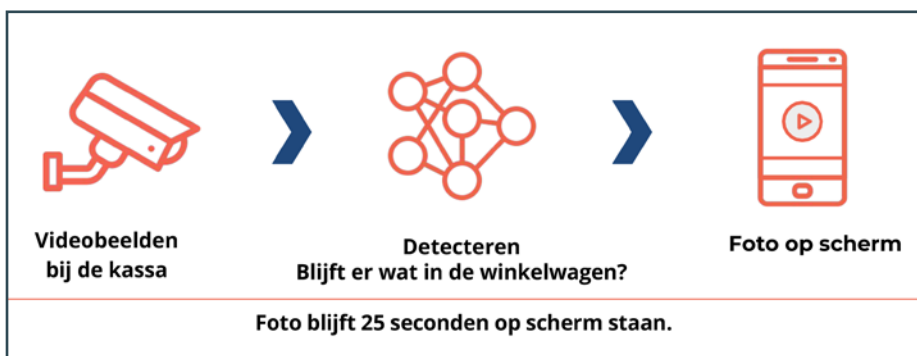 Videobeelden
bij de kassa
Detecteren
Blijft er wat in de winkelwagen?
Foto op scherm
Foto blijft 25 seconden op scherm staan.